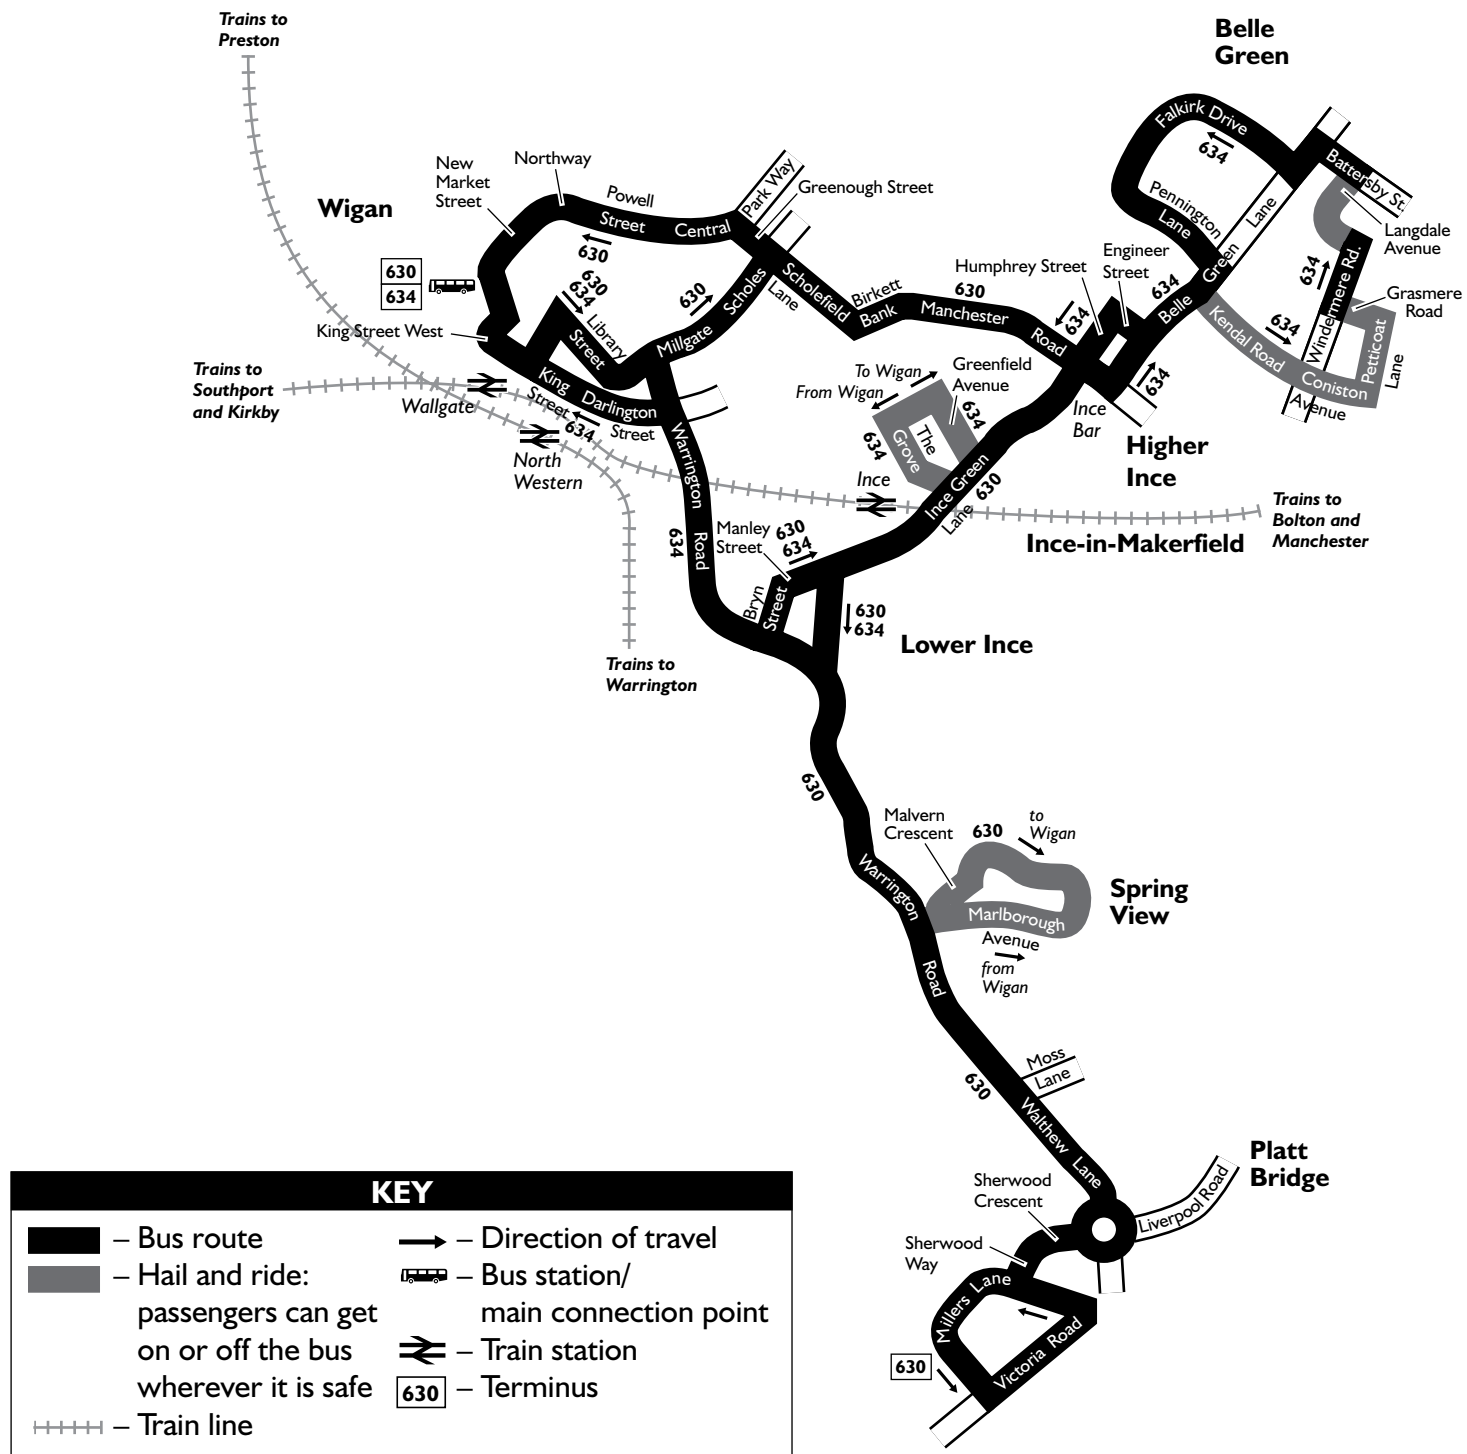 Trains to
Preston
Belle
Green
Falkirk Drive
634
Battersby St.
Langdale
Avenue
New
Market
Street
Northway
Powell
Street
Central
Park Way
Greenough Street
Wigan
630
630
634
King Street West
630
634
Library
Street
630
Millgate
Scholes
Scholefield
Lane
Birkett
Bank
630
Manchester
Road
Humphrey Street
Engineer
Street
634
634
Pennington
Lane
Belle
Green
Lane
634
Kendal Road
634
Windermere Rd.
634
Grasmere
Road
Petticoat
Lane
Coniston
Avenue
Trains to
Southport
and Kirkby
Wallgate
King
Street
Darlington
Street
634
North
Western
Warrington
Road
634
To Wigan
From Wigan
Greenfield
Avenue
634
634
The
Grove
Ince
Bar
Higher
Ince
Ince
Ince Green
Lane
630
Trains to
Bolton and
Manchester
Ince-in-Makerfield
Manley
Street
630
634
Bryn
Street
630
634
Lower Ince
Trains to
Warrington
630
Malvern
Crescent
630
to
Wigan
Warrington
Road
Marlborough
Avenue
from
Wigan
Spring
View
630
Moss
Lane
Walthew Lane
Platt
Bridge
Liverpool Road
Sherwood
Crescent
Sherwood
Way
Millers Lane
Victoria Road
630
KEY
– Bus route
– Hail and ride:
passengers can get
on or off the bus
wherever it is safe
– Train line
– Direction of travel
– Bus station/
main connection point
– Train station
630 – Terminus